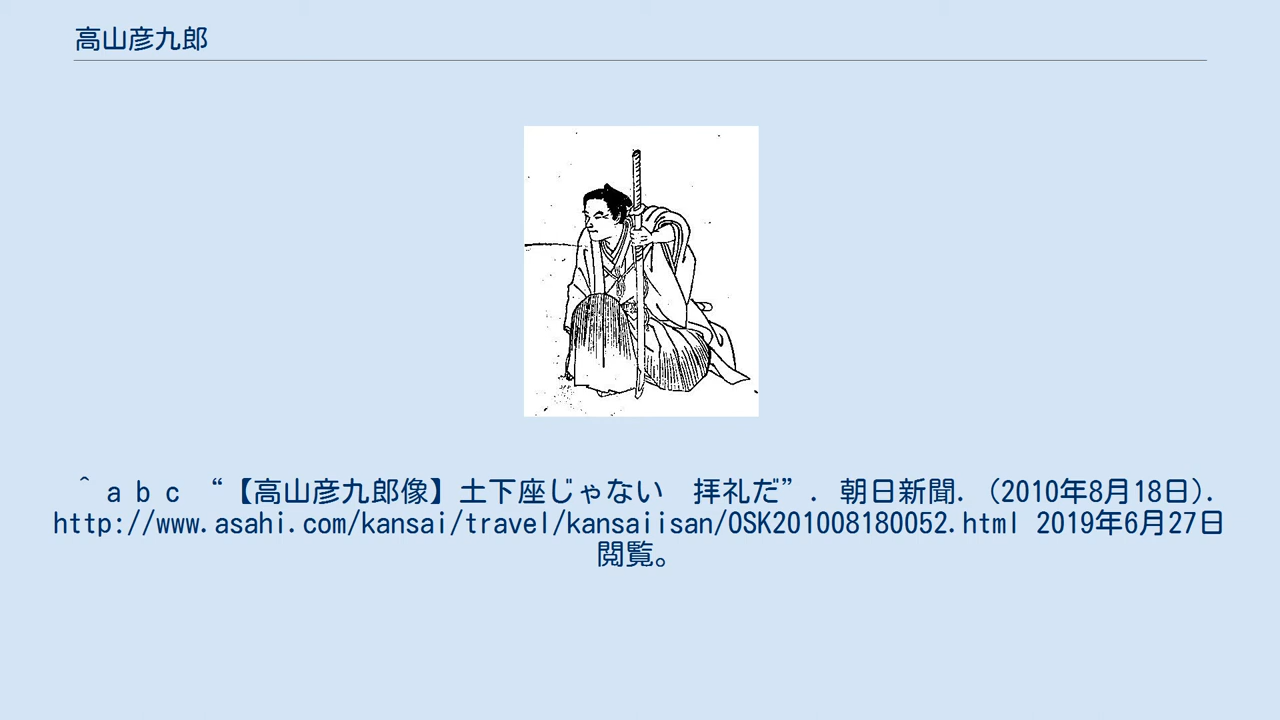 高山彦九郎
^ a b c “【高山彦九郎像】土下座じゃない　拝礼だ”. 朝日新聞. (2010年8月18日).
http://www.asahi.com/kansai/travel/kansaiisan/OSK201008180052.html 2019年6月27日
閲覧。